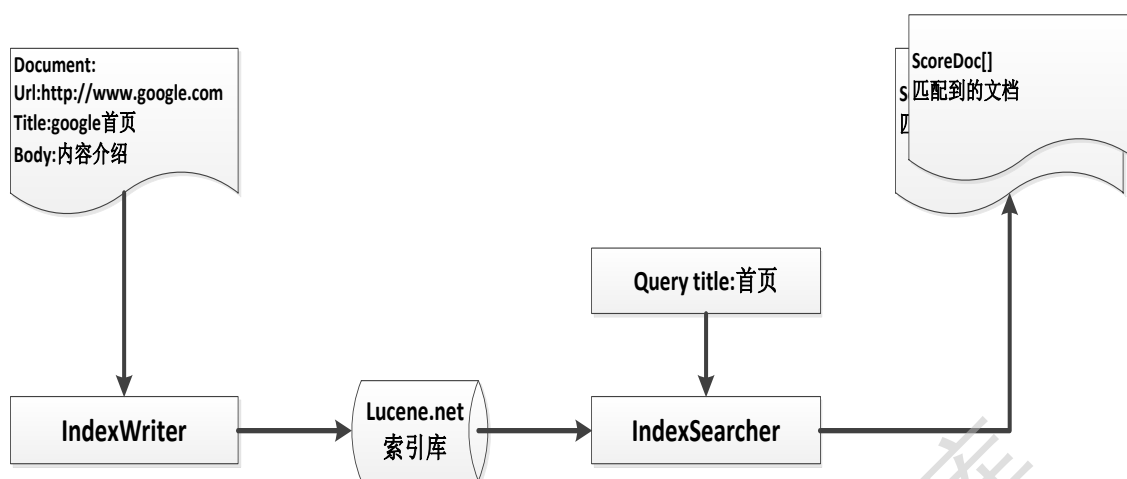 Document:
Url:http://www.google.com
Title:google首页
Body:内容介绍
ScoreDoc[]
匹配到的文档
Query title:首页
IndexWriter
Lucene.net
索引库
IndexSearcher
库